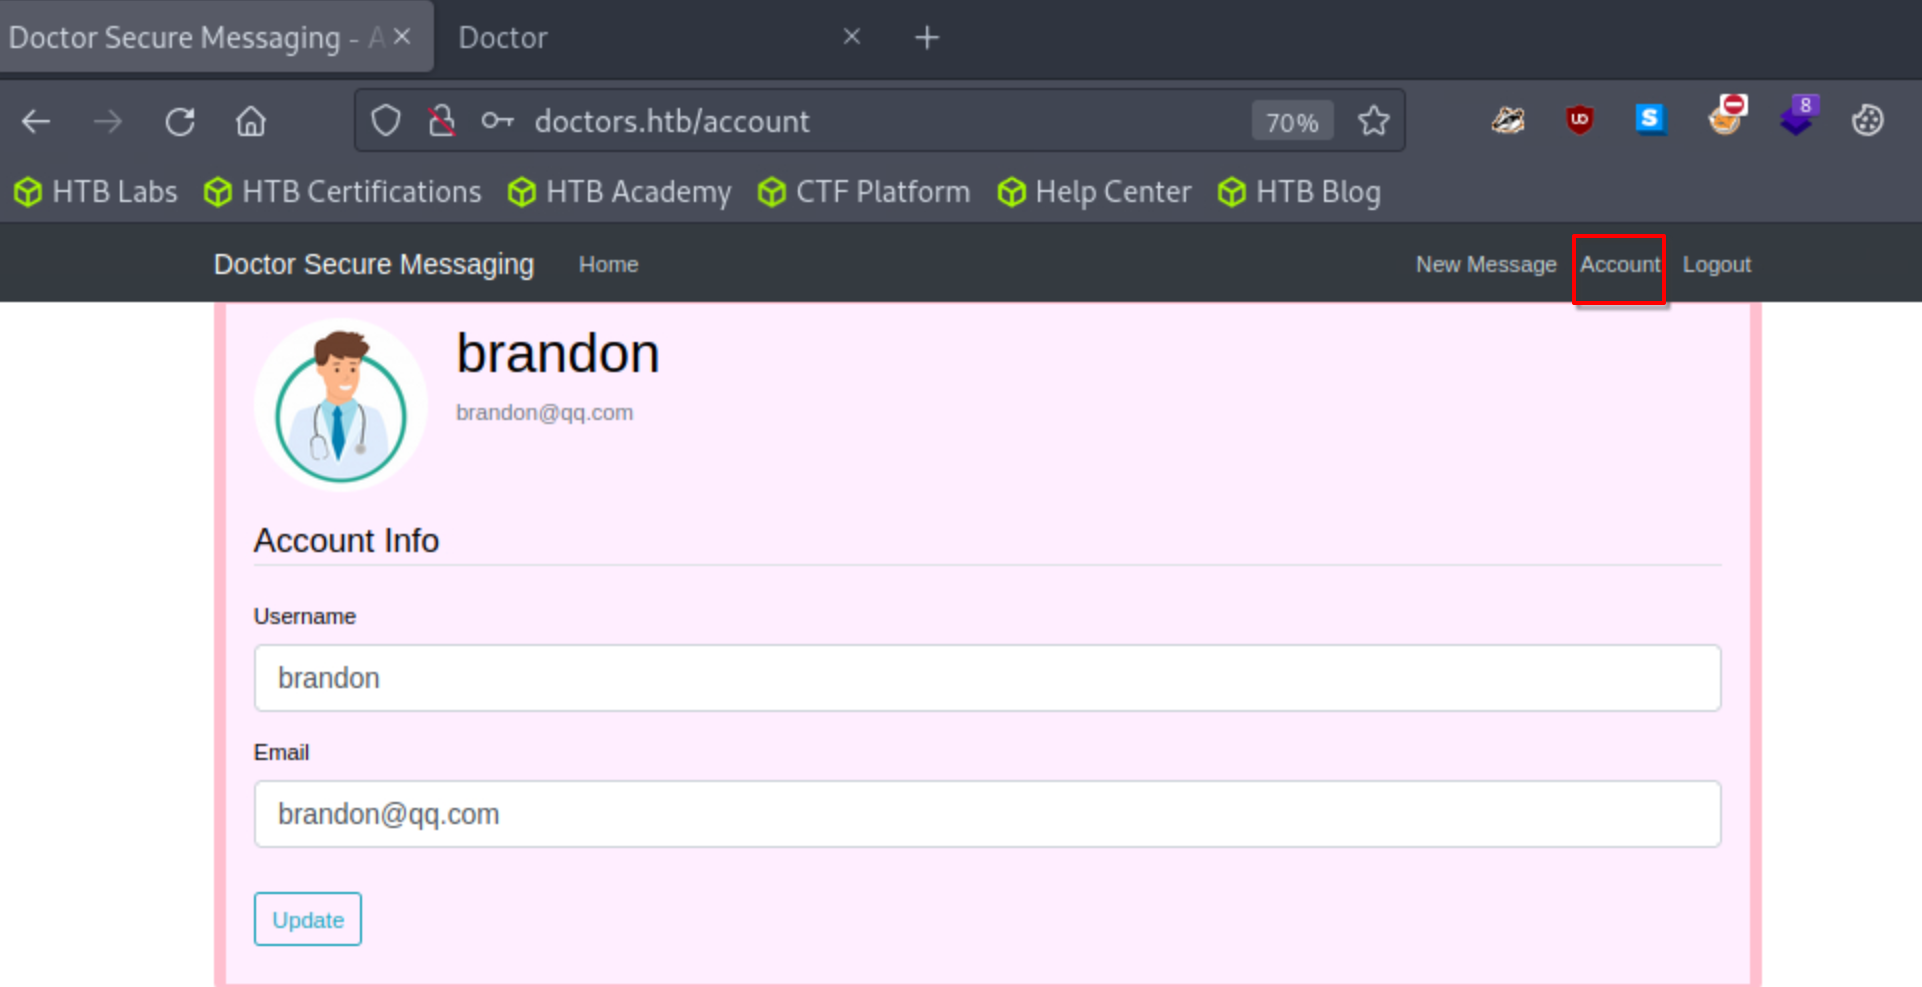 Doctor Secure Messaging - A
Doctor
doctors.htb/account
70%
UD
S
8
HTB Labs
HTB Certifications
HTB Academy
CTF Platform
Help Center
HTB Blog
Doctor Secure Messaging
Home
New Message
Account
Logout
brandon
brandon@qq.com
Account Info
Username
brandon
Email
brandon@qq.com
Update